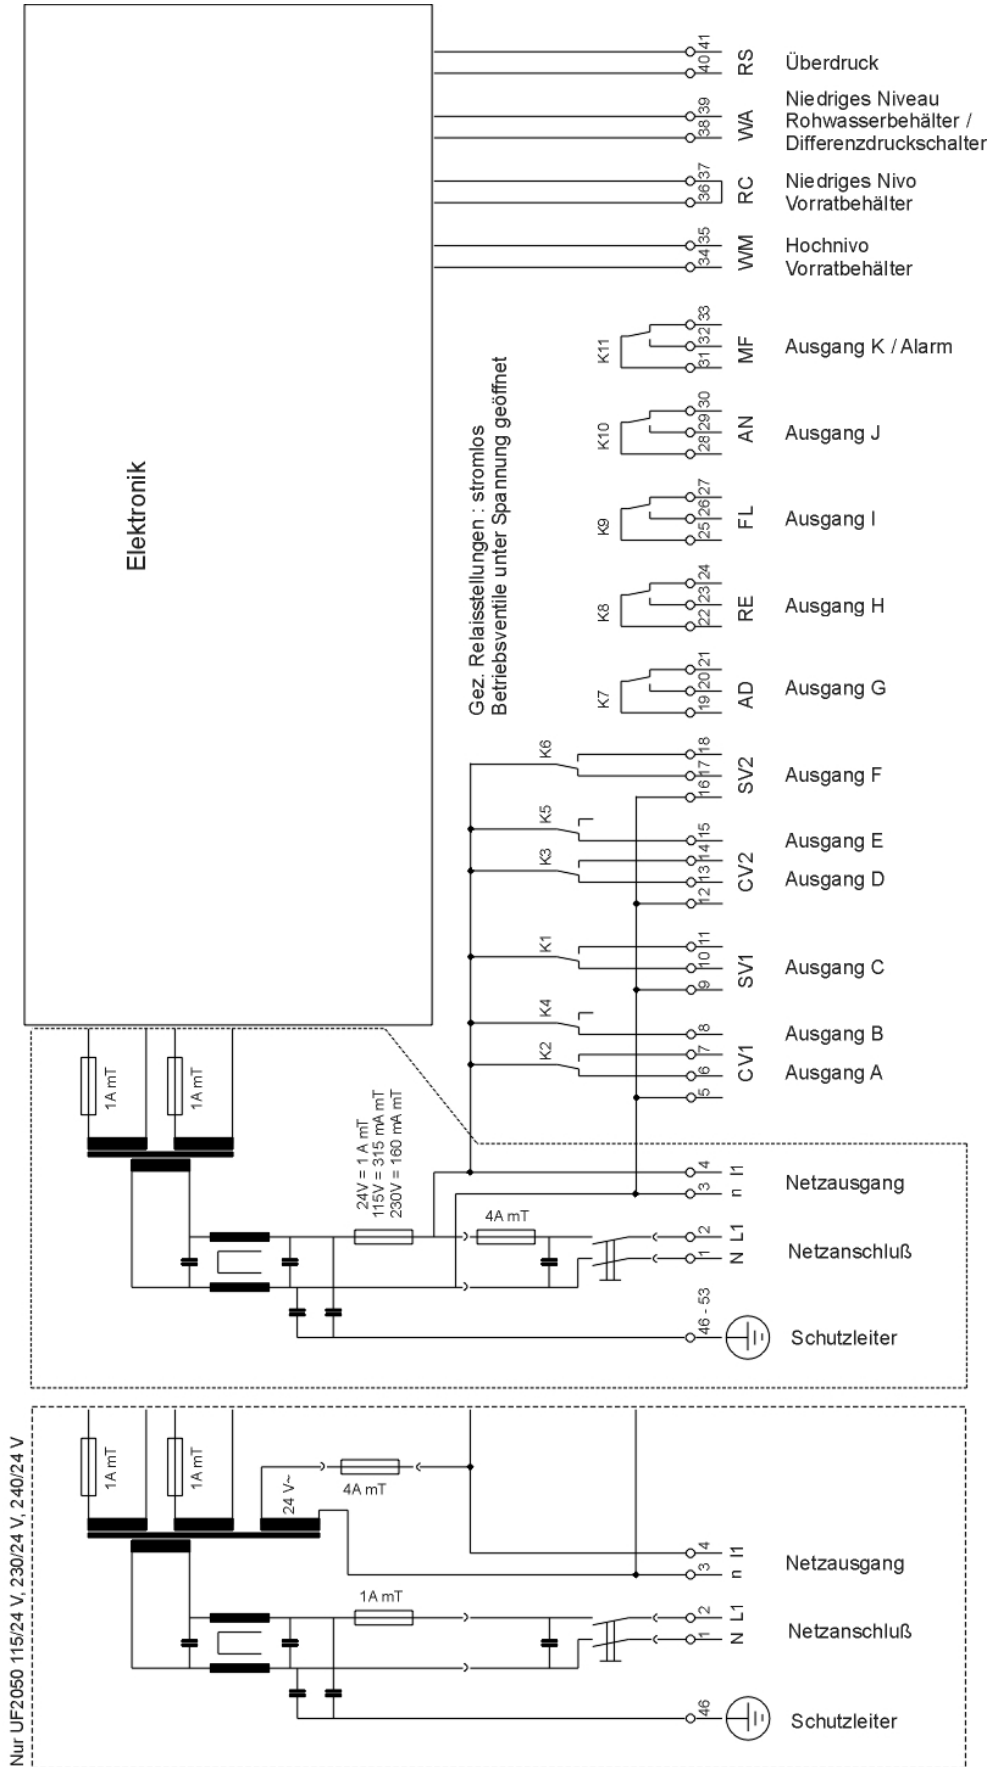 41
40
RS
Überdruck
39
38
WA
Niedriges Niveau
Rohwasserbehälter /
Differenzdruckschalter
37
36
RC
Niedriges Nivo
Vorratbehälter
35
34
WM
Hochnivo
Vorratbehälter
33
32
31
K11
MF
Ausgang K / Alarm
30
29
28
K10
AN
Ausgang J
27
26
25
K9
FL
Ausgang I
24
23
22
K8
RE
Ausgang H
21
20
19
K7
AD
Ausgang G
Gez. Relaisstellungen : stromlos
Betriebsventile unter Spannung geöffnet
Elektronik
18
17
16
K6
SV2
Ausgang F
K5
15
Ausgang E
14
K3
13
12
CV2
Ausgang D
11
K1
10
9
SV1
Ausgang C
K4
8
Ausgang B
7
K2
6
5
CV1
Ausgang A
1A mT
1A mT
24V = 1 A mT
115V = 315 mA mT
230V = 160 mA mT
4 l1
3 n
Netzausgang
4A mT
2 L1
1 N
Netzanschluß
46 - 53
Schutzleiter
Nur UF2050 115/24 V, 230/24 V, 240/24 V
1A mT
1A mT
24 V~
4A mT
4 l1
3 n
Netzausgang
1A mT
2 L1
1 N
Netzanschluß
46
Schutzleiter